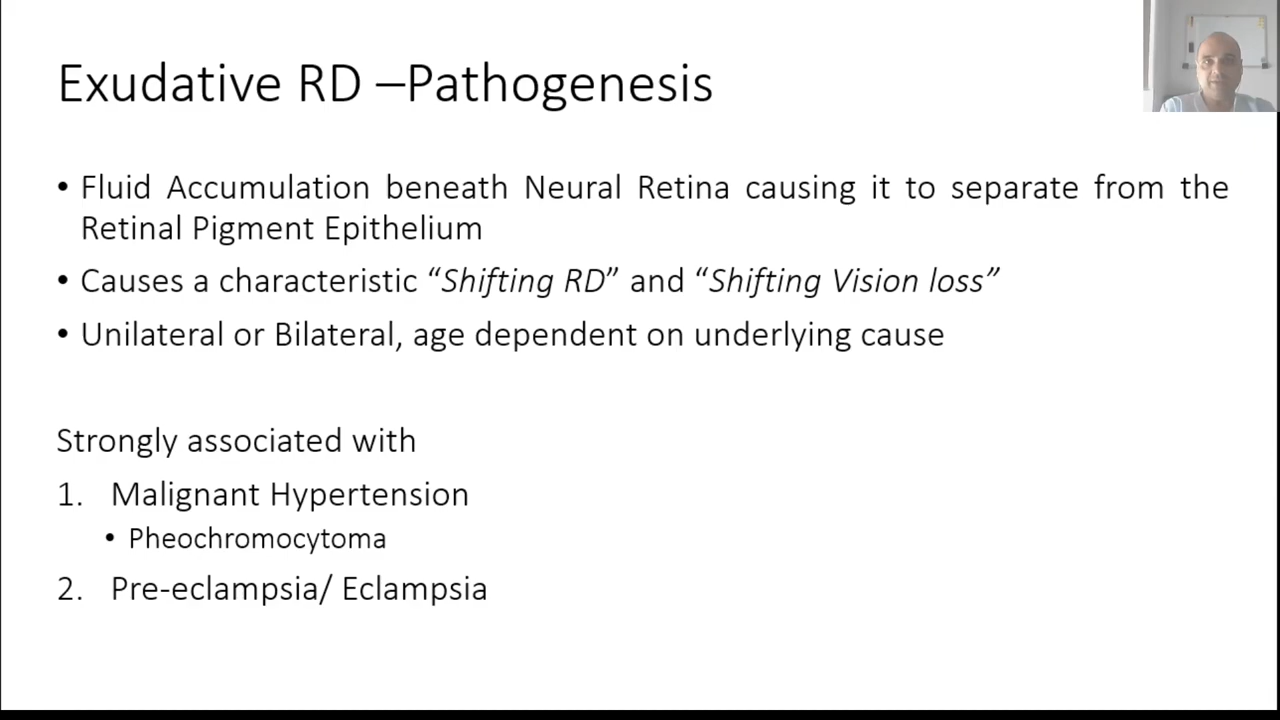 Exudative RD –Pathogenesis
• Fluid Accumulation beneath Neural Retina causing it to separate from the
Retinal Pigment Epithelium
• Causes a characteristic “Shifting RD” and “Shifting Vision loss”
• Unilateral or Bilateral, age dependent on underlying cause
Strongly associated with
1. Malignant Hypertension
• Pheochromocytoma
2. Pre-eclampsia/ Eclampsia